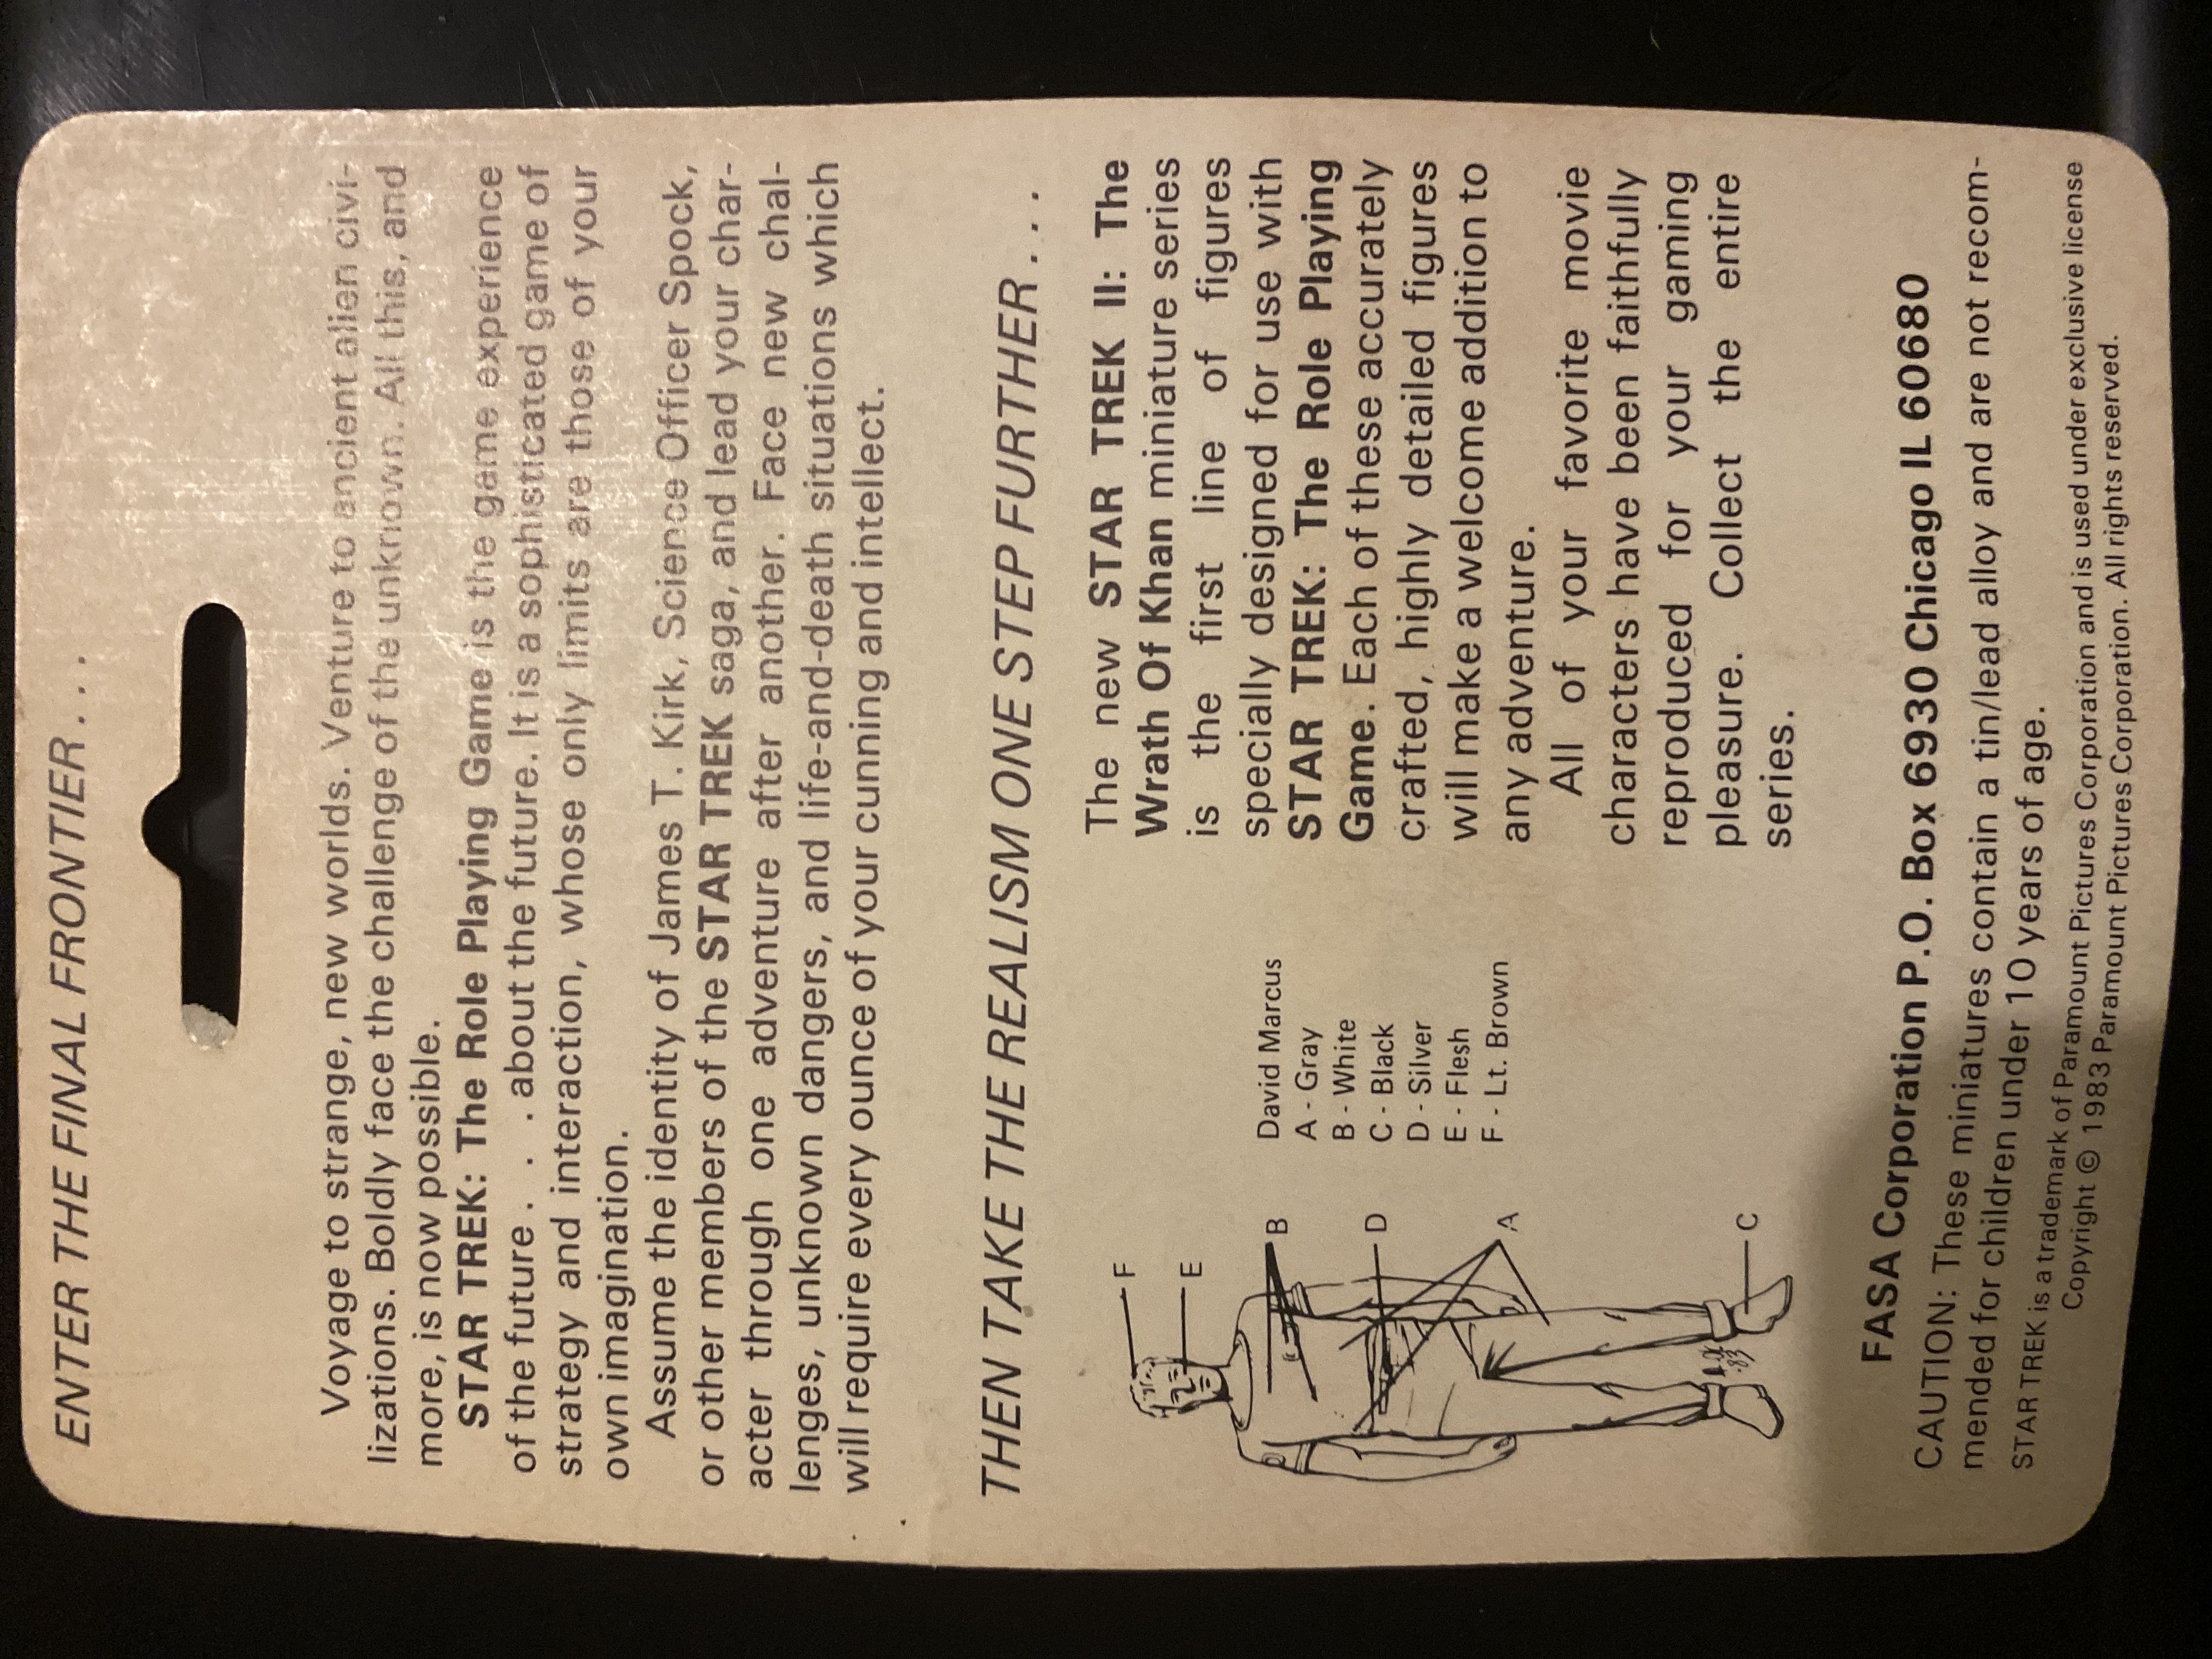 ENTER THE FINAL FRONTIER . . .
Voyage to strange, new worlds. Venture to ancient alien civi-
lizations. Boldly face the challenge of the unknown. All this, and
more, is now possible.
STAR TREK: The Role Playing Game is the game experience
of the future . . . about the future. It is a sophisticated game of
strategy and interaction, whose only limits are those of your
own imagination.
Assume the identity of James T. Kirk, Science Officer Spock,
or other members of the STAR TREK saga, and lead your char-
acter through one adventure after another. Face new chal-
lenges, unknown dangers, and life-and-death situations which
will require every ounce of your cunning and intellect.
THEN TAKE THE REALISM ONE STEP FURTHER . . .
F
E
B
D
A
C
David Marcus
A - Gray
B - White
C - Black
D - Silver
E - Flesh
F - Lt. Brown
The new STAR TREK II: The
Wrath Of Khan miniature series
is the first line of figures
specially designed for use with
STAR TREK: The Role Playing
Game. Each of these accurately
crafted, highly detailed figures
will make a welcome addition to
any adventure.
All of your favorite movie
characters have been faithfully
reproduced for your gaming
pleasure. Collect the entire
series.
FASA Corporation P.O. Box 6930 Chicago IL 60680
CAUTION: These miniatures contain a tin/lead alloy and are not recom-
mended for children under 10 years of age.
STAR TREK is a trademark of Paramount Pictures Corporation and is used under exclusive license
Copyright © 1983 Paramount Pictures Corporation. All rights reserved.